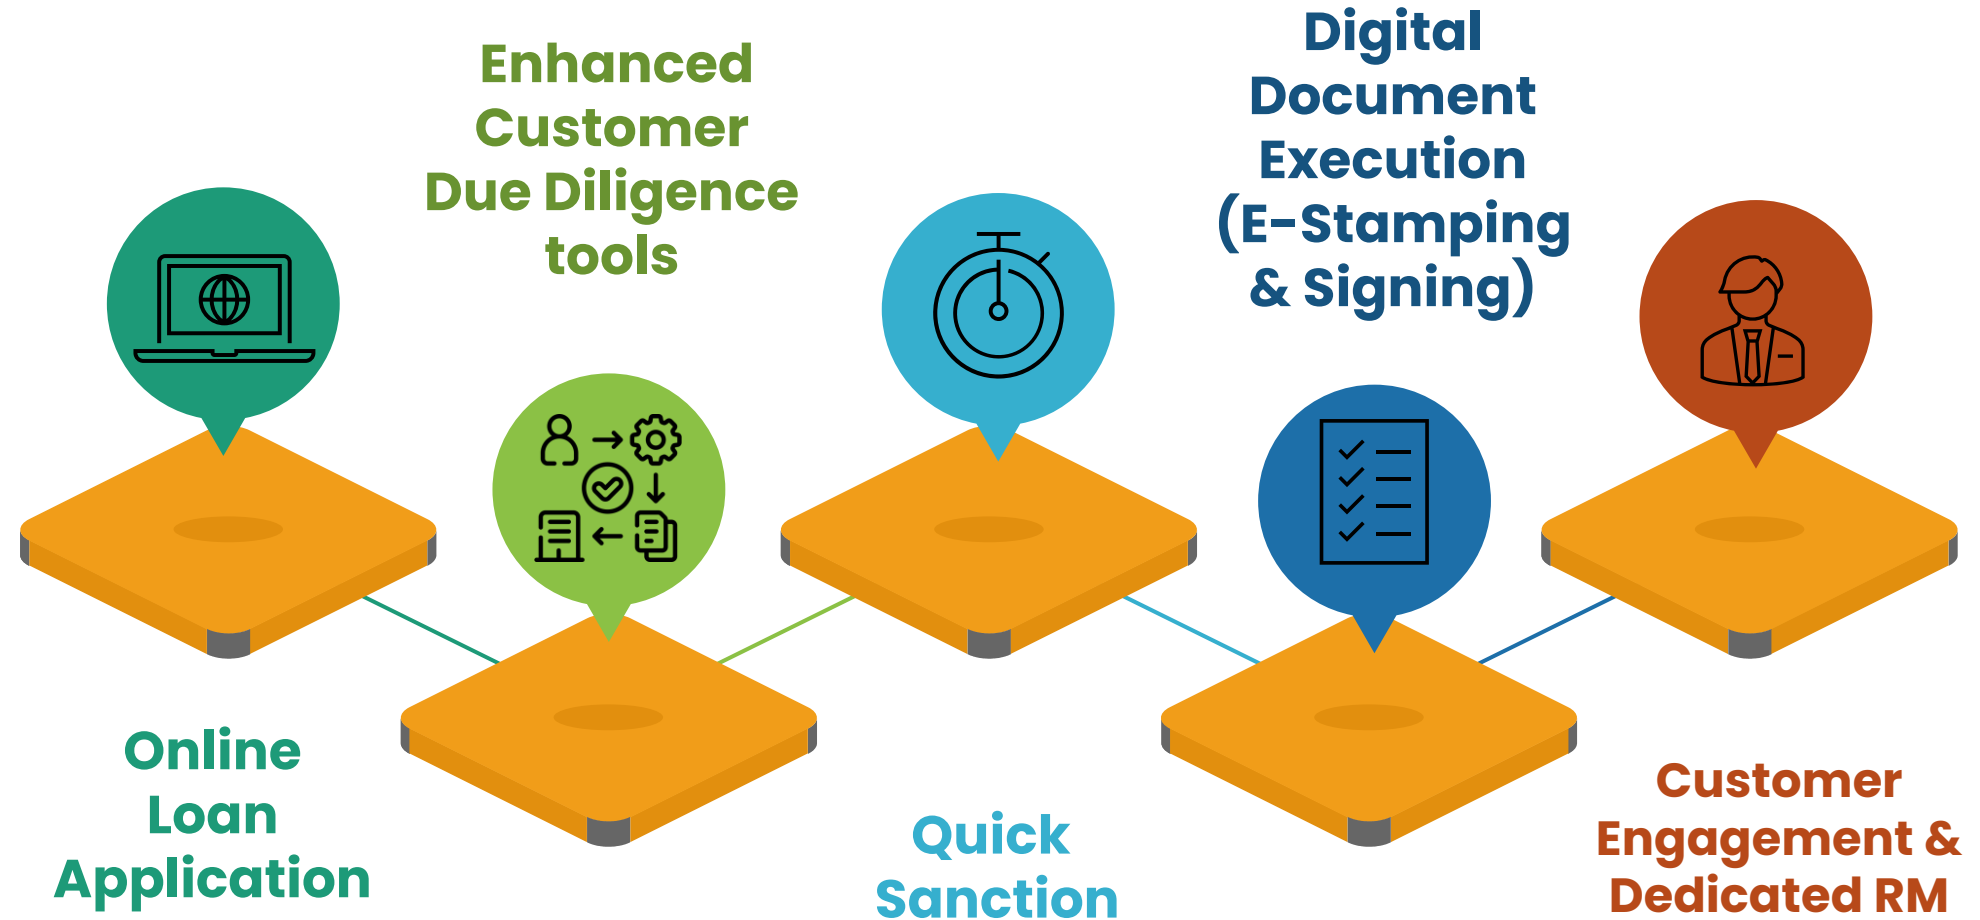 Online
Loan
Application
Enhanced
Customer
Due Diligence
tools
Quick
Sanction
Digital
Document
Execution
(E-Stamping
& Signing)
Customer
Engagement &
Dedicated RM